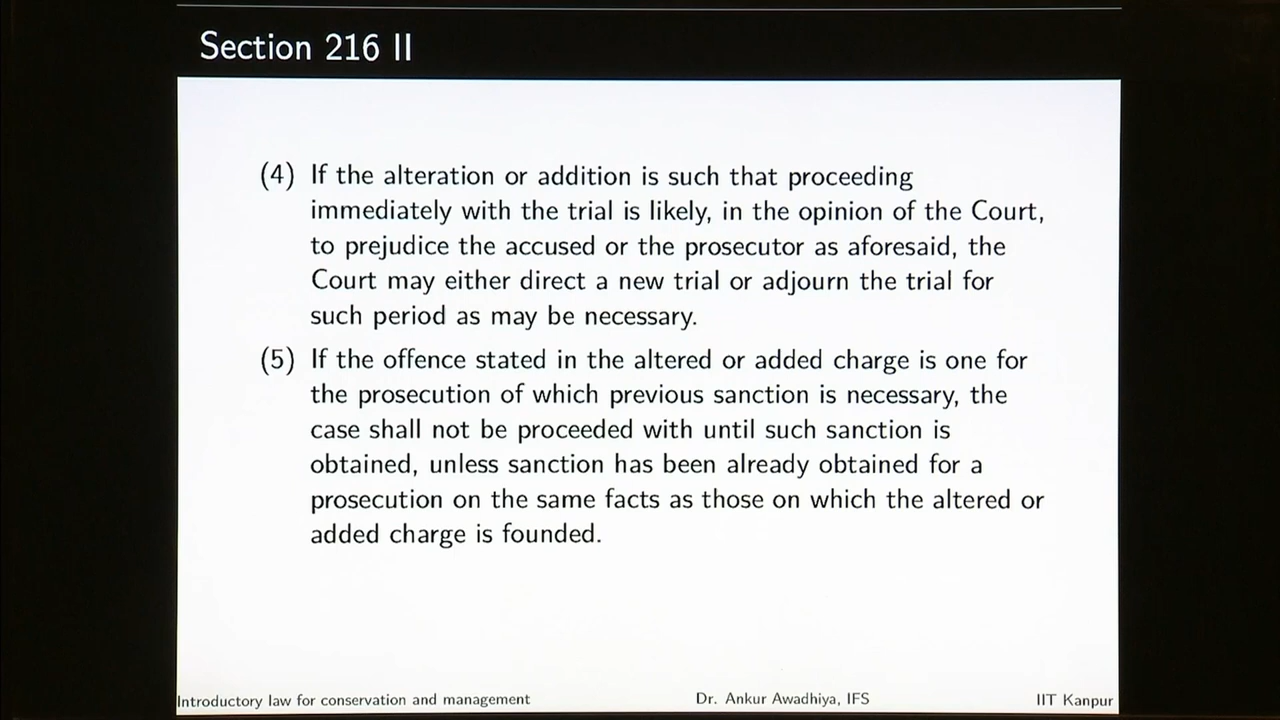 Section 216 II
(4) If the alteration or addition is such that proceeding
immediately with the trial is likely, in the opinion of the Court,
to prejudice the accused or the prosecutor as aforesaid, the
Court may either direct a new trial or adjourn the trial for
such period as may be necessary.
(5) If the offence stated in the altered or added charge is one for
the prosecution of which previous sanction is necessary, the
case shall not be proceeded with until such sanction is
obtained, unless sanction has been already obtained for a
prosecution on the same facts as those on which the altered or
added charge is founded.
Introductory law for conservation and management Dr. Ankur Awadhiya, IFS IIT Kanpur